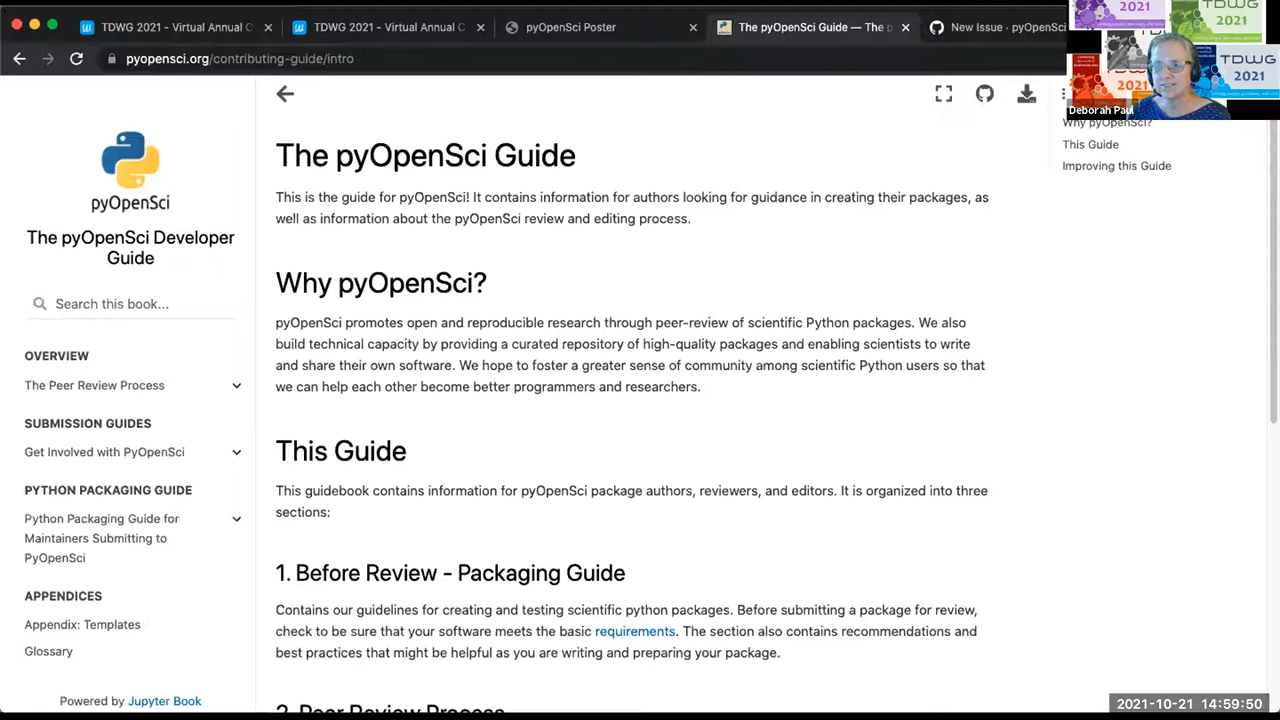 TDWG 2021 - Virtual Annual C
TDWG 2021 - Virtual Annual C
pyOpenSci Poster
The pyOpenSci Guide — The p
New Issue · pyOpenSci
pyopensci.org/contributing-guide/intro
2021
TDWG
2021
TDWG
2021
2021
Deborah Paul
pyOpenSci
The pyOpenSci Developer
Guide
Search this book...
OVERVIEW
The Peer Review Process
SUBMISSION GUIDES
Get Involved with PyOpenSci
PYTHON PACKAGING GUIDE
Python Packaging Guide for
Maintainers Submitting to
PyOpenSci
APPENDICES
Appendix: Templates
Glossary
Powered by Jupyter Book
The pyOpenSci Guide
This is the guide for pyOpenSci! It contains information for authors looking for guidance in creating their packages, as
well as information about the pyOpenSci review and editing process.
Why pyOpenSci?
pyOpenSci promotes open and reproducible research through peer-review of scientific Python packages. We also
build technical capacity by providing a curated repository of high-quality packages and enabling scientists to write
and share their own software. We hope to foster a greater sense of community among scientific Python users so that
we can help each other become better programmers and researchers.
This Guide
This guidebook contains information for pyOpenSci package authors, reviewers, and editors. It is organized into three
sections:
1. Before Review - Packaging Guide
Contains our guidelines for creating and testing scientific python packages. Before submitting a package for review,
check to be sure that your software meets the basic requirements. The section also contains recommendations and
best practices that might be helpful as you are writing and preparing your package.
2. Peer Review Process
Why pyOpenSci?
This Guide
Improving this Guide
2021-10-21 14:59:50